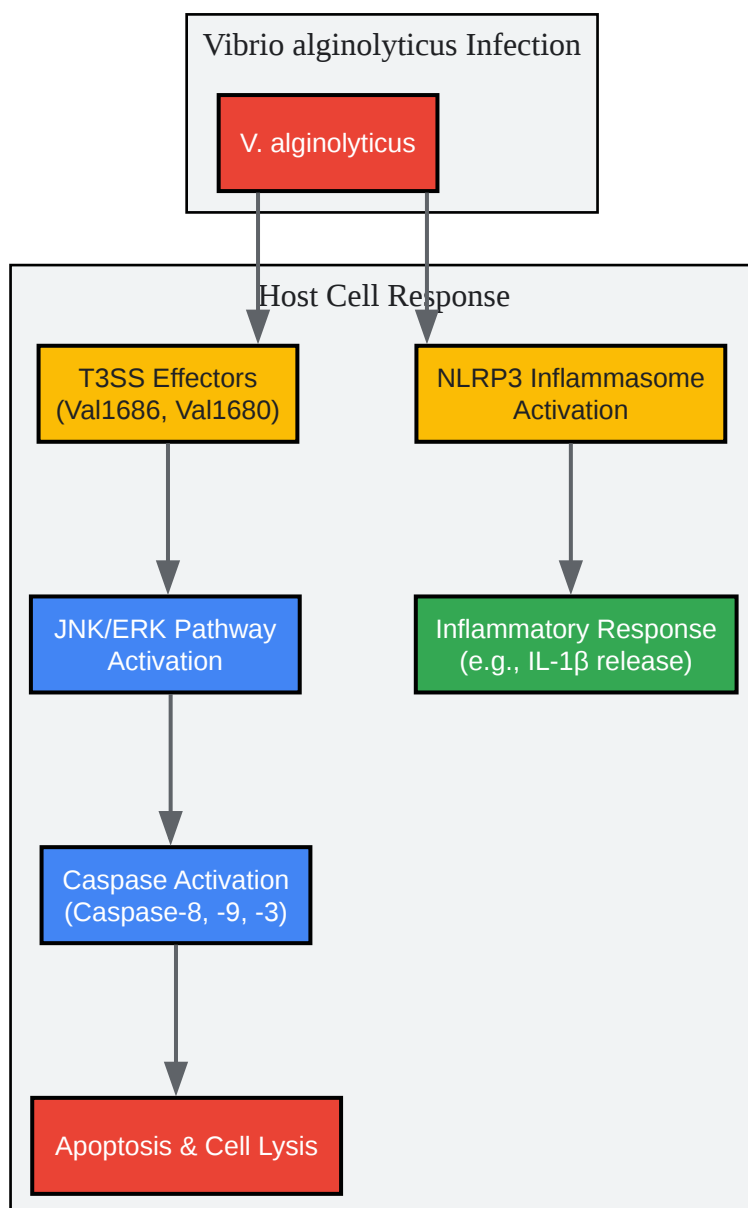 Vibrio alginolyticus Infection
V. alginolyticus
Host Cell Response
T3SS Effectors
(Val1686, Val1680)
NLRP3 Inflammasome
Activation
JNK/ERK Pathway
Activation
Inflammatory Response
(e.g., IL-1β release)
Caspase Activation
(Caspase-8, -9, -3)
Apoptosis & Cell Lysis